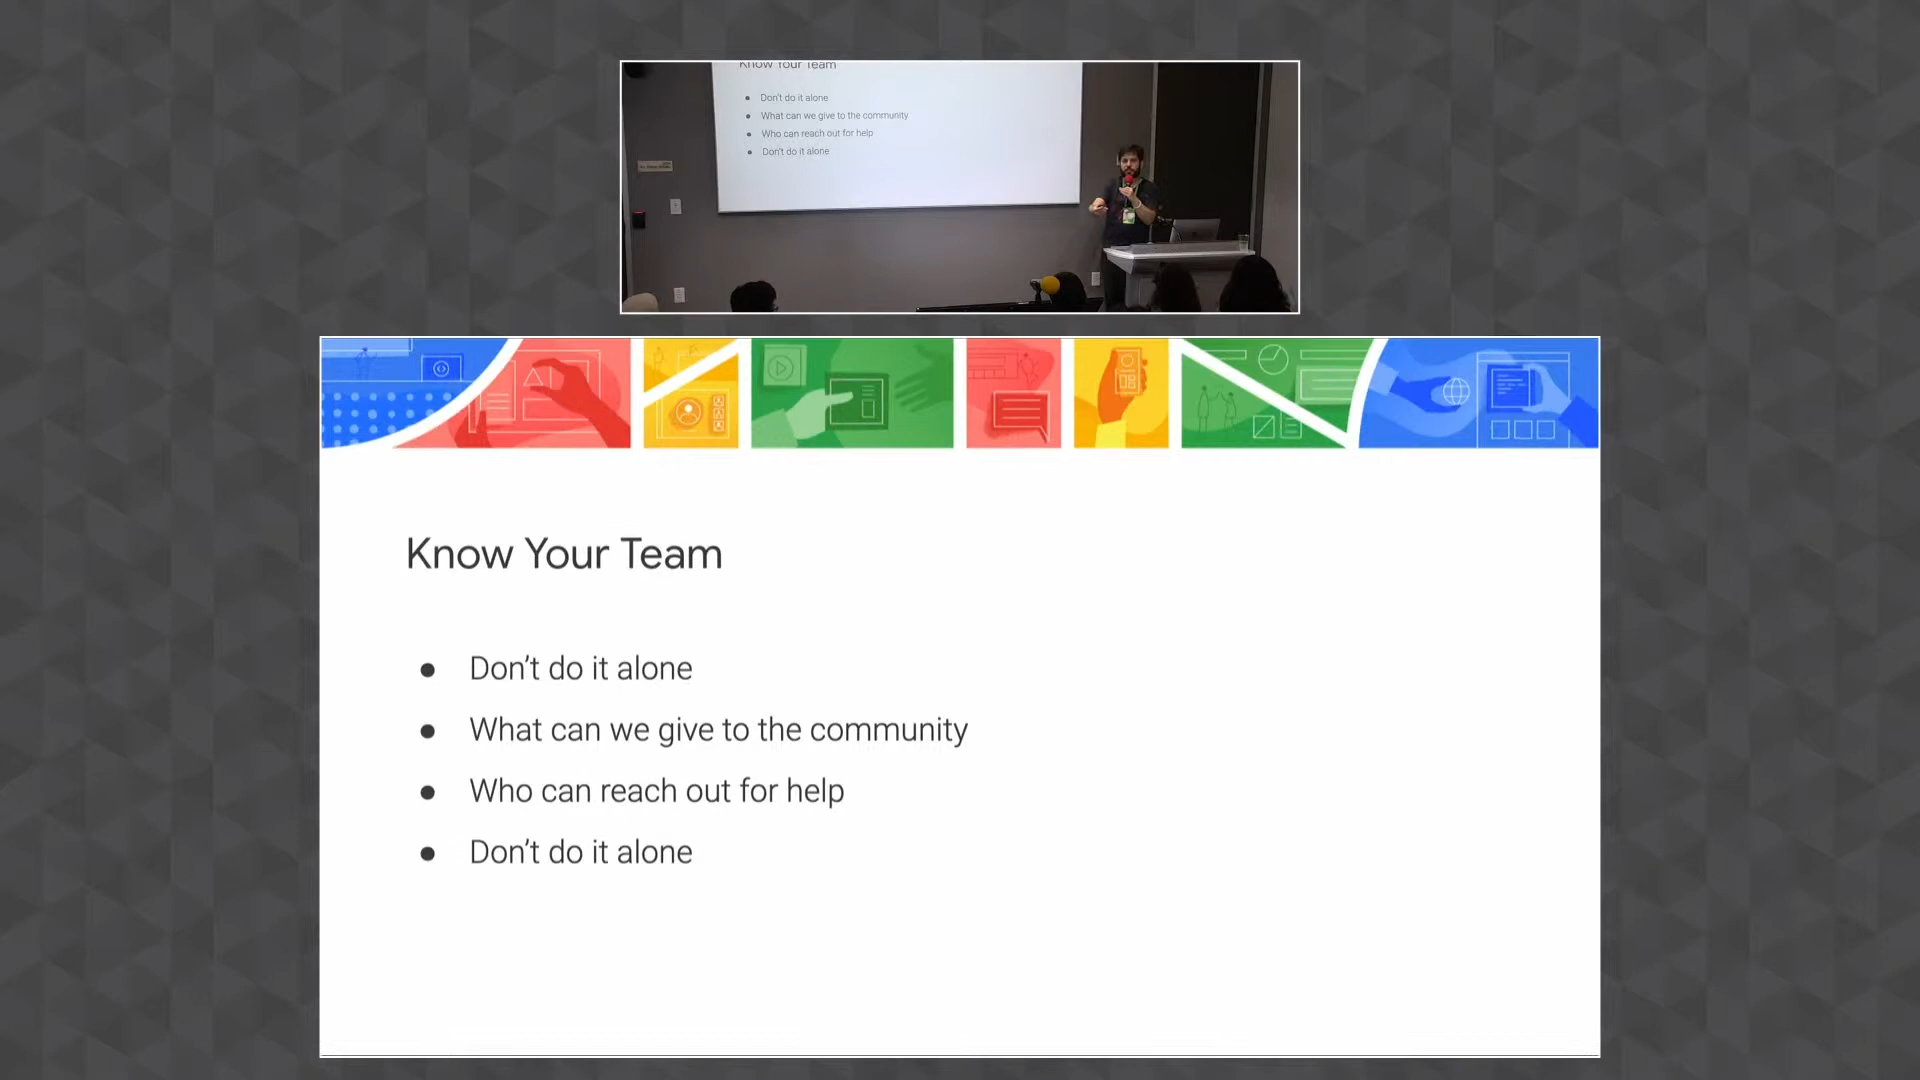 Know Your Team
Don't do it alone
What can we give to the community
Who can reach out for help
Don't do it alone
Know Your Team
Don't do it alone
What can we give to the community
Who can reach out for help
Don't do it alone